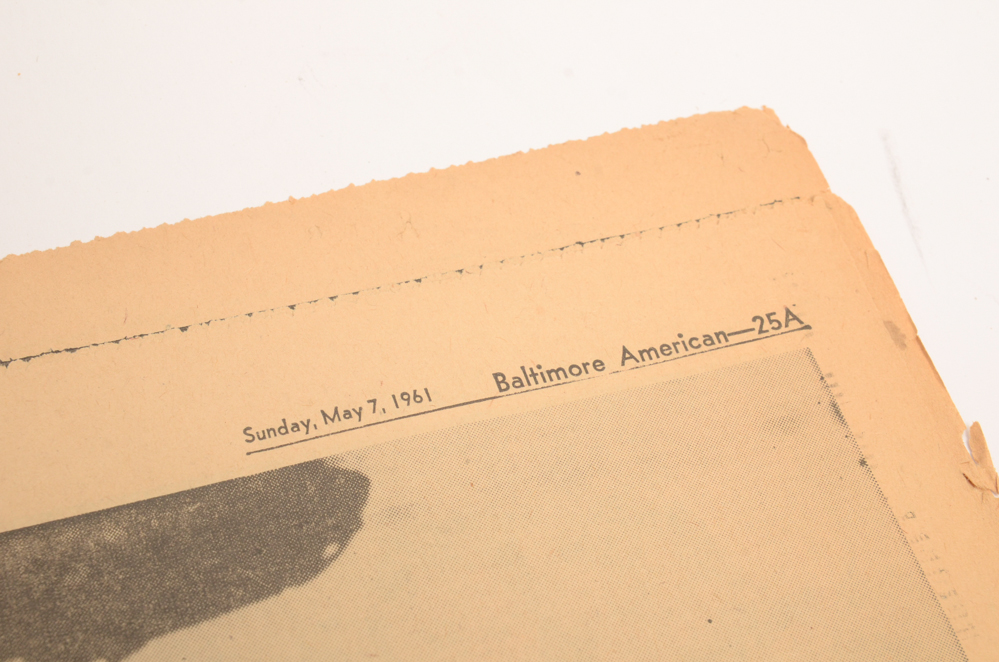 Sunday, May 7, 1961 Baltimore American—25A